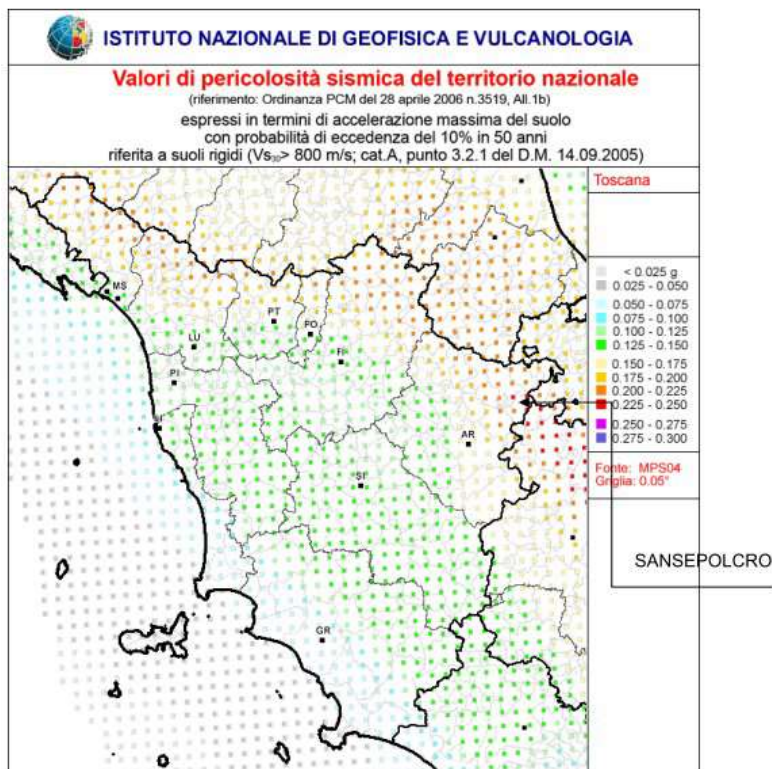 ISTITUTO NAZIONALE DI GEOFISICA E VULCANOLOGIA
Valori di pericolosità sismica del territorio nazionale
(riferimento: Ordinanza PCM del 28 aprile 2006 n.3519, All.1b)
espressi in termini di accelerazione massima del suolo
con probabilità di eccedenza del 10% in 50 anni
riferita a suoli rigidi (Vs₃₀> 800 m/s; cat.A, punto 3.2.1 del D.M. 14.09.2005)
Toscana
< 0.025 g
0.025 - 0.050
0.050 - 0.075
0.075 - 0.100
0.100 - 0.125
0.125 - 0.150
0.150 - 0.175
0.175 - 0.200
0.200 - 0.225
0.225 - 0.250
0.250 - 0.275
0.275 - 0.300
Fonte: MPS04
Griglia: 0.05°
SANSEPOLCRO
MS
PT
LU
PO
FI
PI
AR
SI
GR